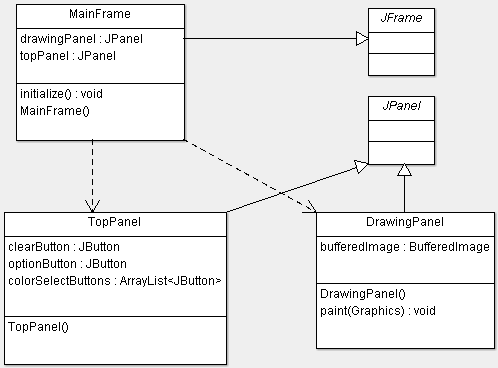 MainFrame
drawingPanel : JPanel
topPanel : JPanel
initialize() : void
MainFrame()
JFrame
JPanel
TopPanel
clearButton : JButton
optionButton : JButton
colorSelectButtons : ArrayList<JButton>
TopPanel()
DrawingPanel
bufferedImage : BufferedImage
DrawingPanel()
paint(Graphics) : void